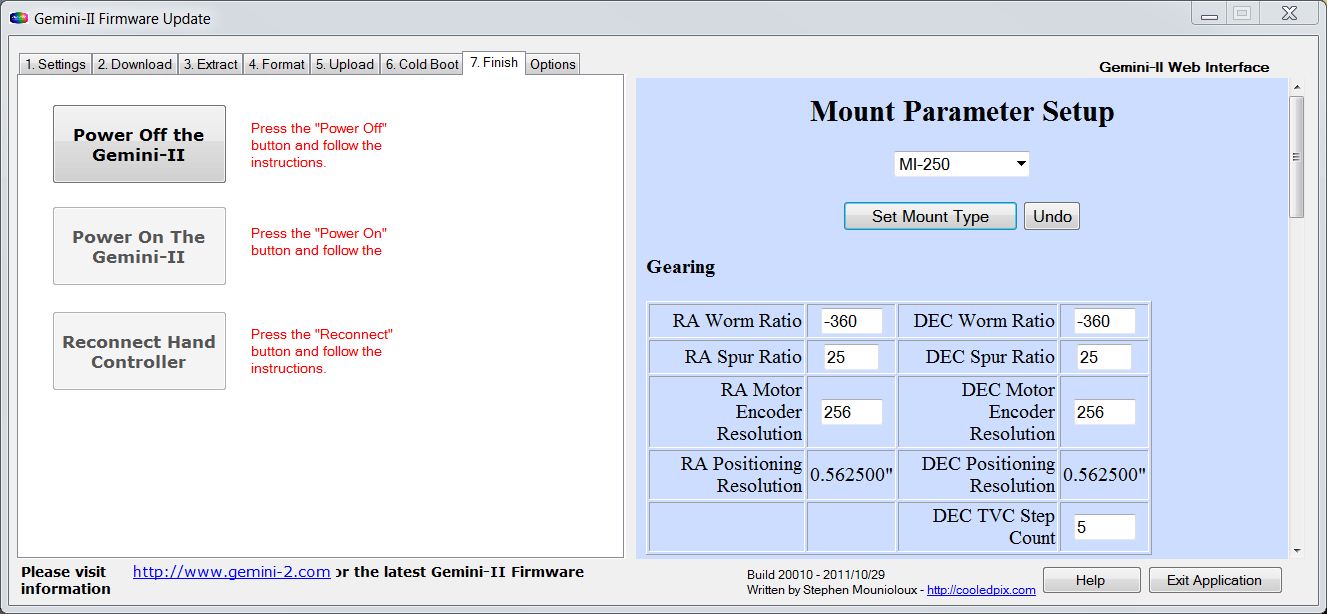 Gemini-II Firmware Update
1. Settings 2. Download 3. Extract 4. Format 5. Upload 6. Cold Boot 7. Finish Options
Power Off the
Gemini-II
Press the "Power Off"
button and follow the
instructions.
Power On The
Gemini-II
Press the "Power On"
button and follow the
Reconnect Hand
Controller
Press the "Reconnect"
button and follow the
instructions.
Gemini-II Web Interface
Mount Parameter Setup
MI-250
Set Mount Type Undo
Gearing
RA Worm Ratio -360 DEC Worm Ratio -360
RA Spur Ratio 25 DEC Spur Ratio 25
RA Motor
Encoder
Resolution
256
DEC Motor
Encoder
Resolution
256
RA Positioning
Resolution
0.562500"
DEC Positioning
Resolution
0.562500"
DEC TVC Step
Count
5
Please visit http://www.gemini-2.com or the latest Gemini-II Firmware
information
Build 20010 - 2011/10/29
Written by Stephen Mounioloux - http://cooledpix.com
Help Exit Application